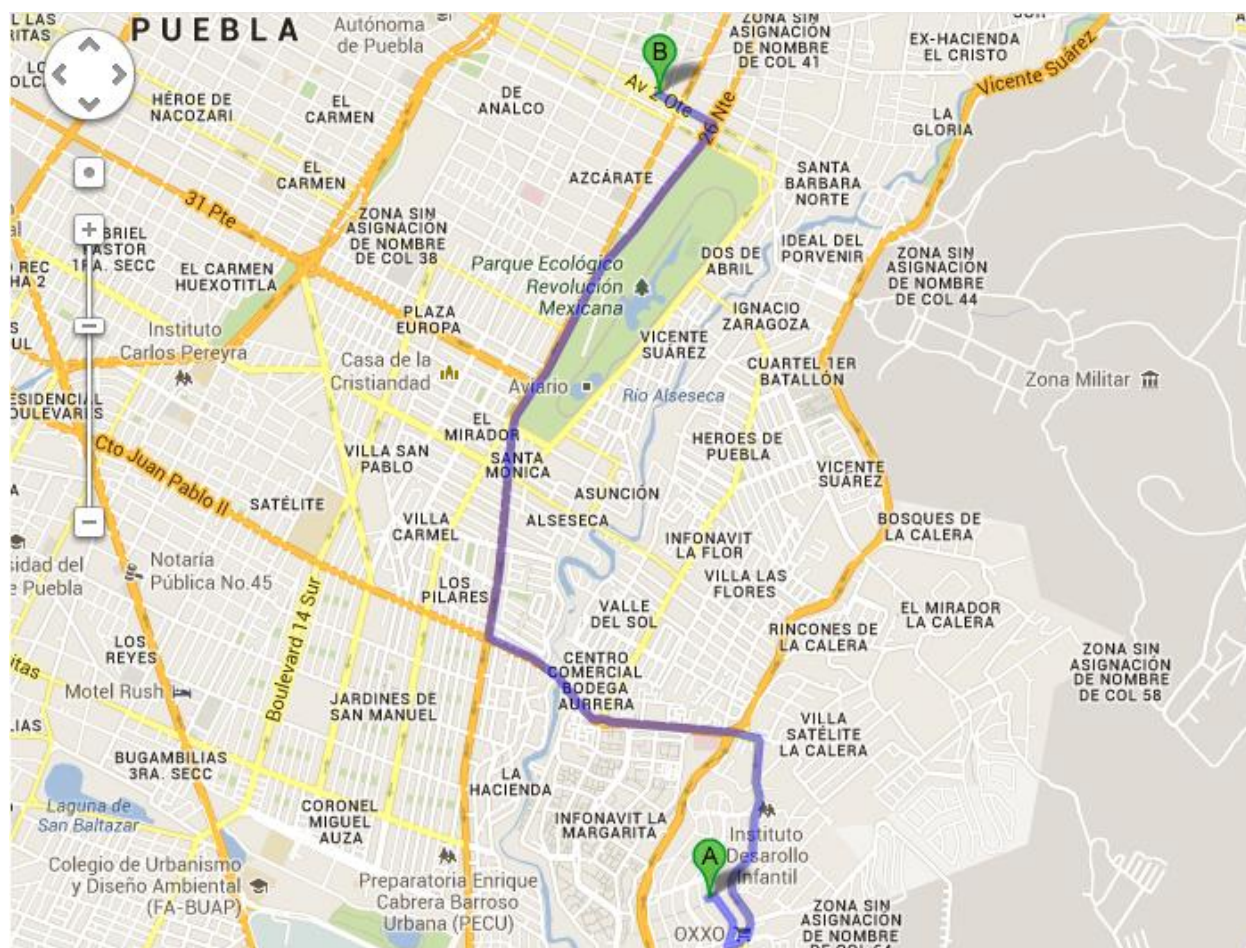 PUEBLA
Autónoma
de Puebla
ZONA SIN
ASIGNACIÓN
DE NOMBRE
DE COL 41
EX-HACIENDA
EL CRISTO
Vicente Suárez
B
Av 2 Ote
26 Nte
HÉROE DE
NACOZARI
EL
CARMEN
DE
ANALCO
LA
GLORIA
EL
CARMEN
AZCÁRATE
SANTA
BARBARA
NORTE
31 Pte
ZONA SIN
ASIGNACIÓN
DE NOMBRE
DE COL 38
PASTOR
1RA. SECC
EL CARMEN
HUEXOTITLA
Parque Ecológico
Revolución
Mexicana
DOS DE
ABRIL
IDEAL DEL
PORVENIR
ZONA SIN
ASIGNACIÓN
DE NOMBRE
DE COL 44
PLAZA
EUROPA
IGNACIO
ZARAGOZA
Instituto
Carlos Pereyra
Casa de la
Cristiandad
VICENTE
SUÁREZ
CUARTEL 1ER
BATALLÓN
Zona Militar
Aviario
Rio Alseseca
EL
MIRADOR
Cto Juan Pablo II
VILLA SAN
PABLO
SANTA
MÓNICA
HEROES DE
PUEBLA
VICENTE
SUÁREZ
SATÉLITE
ASUNCIÓN
VILLA
CARMEL
ALSESECA
BOSQUES DE
LA CALERA
INFONAVIT
LA FLOR
Notaría
Pública No.45
LOS
PILARES
VILLA LAS
FLORES
VALLE
DEL SOL
EL MIRADOR
LA CALERA
RINCONES DE
LA CALERA
LOS
REYES
Boulevard 14 Sur
CENTRO
COMERCIAL
BODEGA
AURRERA
ZONA SIN
ASIGNACIÓN
DE NOMBRE
DE COL 58
Motel Rush
JARDINES DE
SAN MANUEL
VILLA
SATÉLITE
LA CALERA
BUGAMBILIAS
3RA. SECC
LA
HACIENDA
Laguna de
San Baltazar
CORONEL
MIGUEL
AUZA
INFONAVIT LA
MARGARITA
Instituto
Desarollo
Infantil
A
Colegio de Urbanismo
y Diseño Ambiental
(FA-BUAP)
Preparatoria Enrique
Cabrera Barroso
Urbana (PECU)
OXXO
ZONA SIN
ASIGNACIÓN
DE NOMBRE